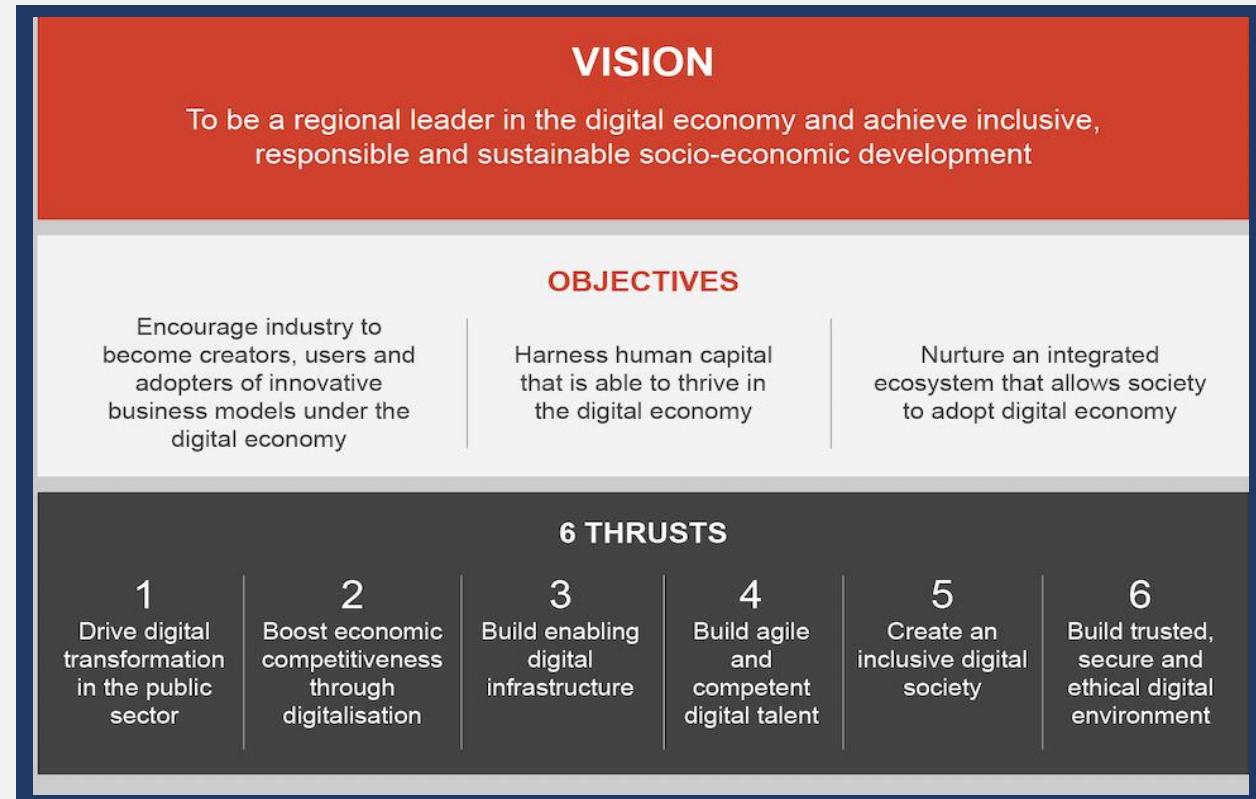 VISION
To be a regional leader in the digital economy and achieve inclusive,
responsible and sustainable socio-economic development
OBJECTIVES
Encourage industry to
become creators, users and
adopters of innovative
business models under the
digital economy
Harness human capital
that is able to thrive in
the digital economy
Nurture an integrated
ecosystem that allows society
to adopt digital economy
6 THRUSTS
1
Drive digital
transformation
in the public
sector
2
Boost economic
competitiveness
through
digitalisation
3
Build enabling
digital
infrastructure
4
Build agile
and
competent
digital talent
5
Create an
inclusive digital
society
6
Build trusted,
secure and
ethical digital
environment